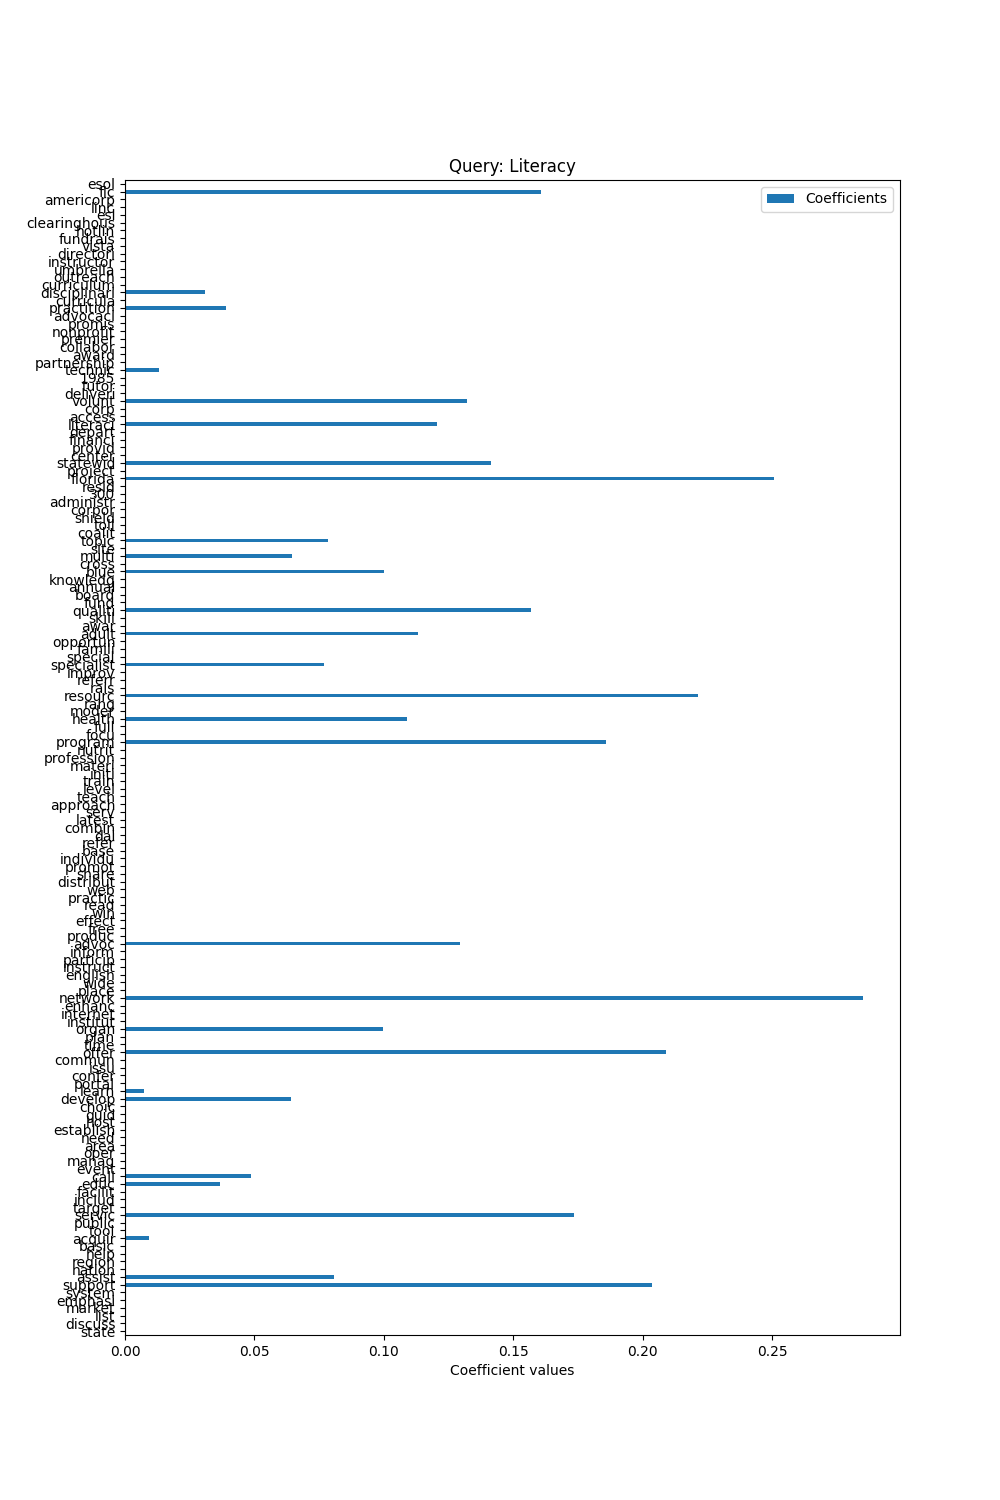 Query: Literacy
Coefficients
esol
flc
americorp
linc
esl
clearinghous
hotlin
fundrais
vista
directori
instructor
umbrella
outreach
curriculum
disciplinari
curricula
practition
advocaci
promis
nonprofit
premier
collabor
award
partnership
technic
1985
tutor
deliveri
volunt
corp
access
literaci
depart
financi
provid
center
statewid
project
florida
resid
300
administr
corpor
shield
toll
coalit
topic
site
multi
cross
blue
knowledg
annual
board
fund
qualiti
skill
awar
adult
opportun
famili
special
specialist
improv
referr
rais
resourc
rang
model
health
full
focu
program
nutrit
profession
materi
initi
train
level
teach
approach
serv
latest
combin
dai
refer
base
individu
promot
share
distribut
web
practic
read
win
effect
free
produc
advoc
inform
particip
instruct
english
wide
place
network
enhanc
internet
institut
organ
plan
time
offer
commun
issu
confer
portal
learn
develop
choic
guid
host
establish
need
area
oper
manag
event
call
educ
facilit
includ
target
servic
public
tool
acquir
basic
help
region
nation
assist
support
system
emphasi
market
list
discuss
state
0.00 0.05 0.10 0.15 0.20 0.25
Coefficient values